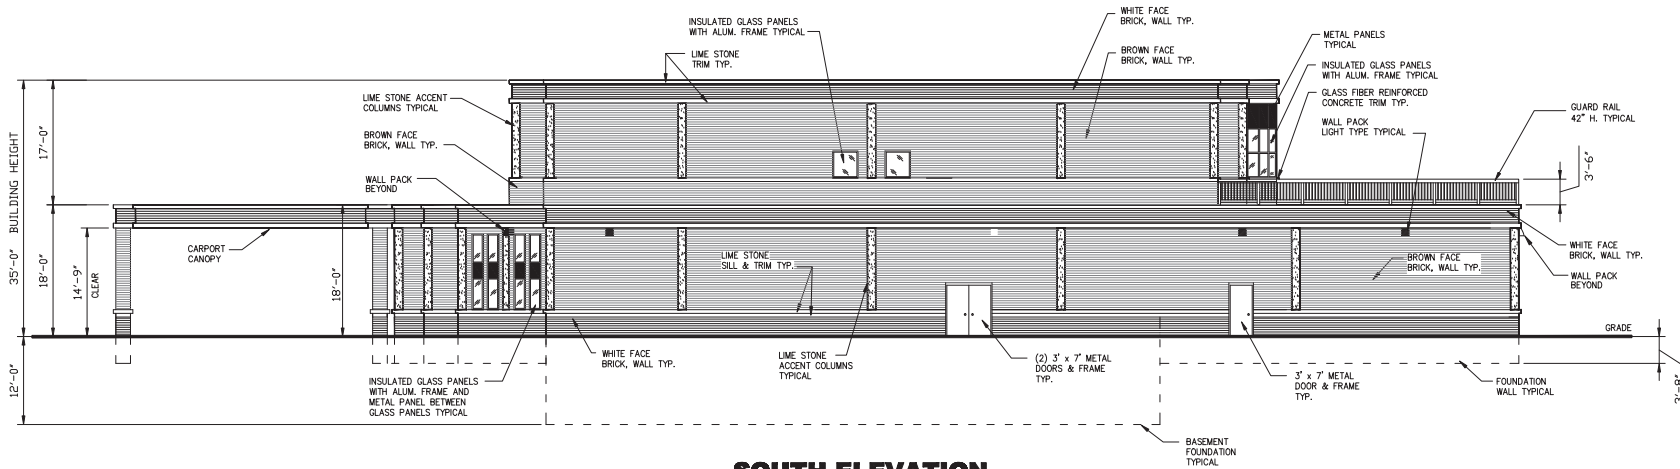 INSULATED GLASS PANELS
WITH ALUM. FRAME TYPICAL
WHITE FACE
BRICK, WALL TYP.
METAL PANELS
TYPICAL
LIME STONE
TRIM TYP.
BROWN FACE
BRICK, WALL TYP.
INSULATED GLASS PANELS
WITH ALUM. FRAME TYPICAL
LIME STONE ACCENT
COLUMNS TYPICAL
GLASS FIBER REINFORCED
CONCRETE TRIM TYP.
GUARD RAIL
42" H. TYPICAL
BROWN FACE
BRICK, WALL TYP.
WALL PACK
LIGHT TYPE TYPICAL
WALL PACK
BEYOND
35'-0" BUILDING HEIGHT
17'-0"
18'-0"
14'-9"
CLEAR
18'-0"
12'-0"
3'-6"
CARPORT
CANOPY
LIME STONE
SILL & TRIM TYP.
BROWN FACE
BRICK, WALL TYP.
WHITE FACE
BRICK, WALL TYP.
WALL PACK
BEYOND
GRADE
WHITE FACE
BRICK, WALL TYP.
LIME STONE
ACCENT COLUMNS
TYPICAL
(2) 3' x 7' METAL
DOORS & FRAME
TYP.
3' x 7' METAL
DOOR & FRAME
TYP.
FOUNDATION
WALL TYPICAL
3'-8"
INSULATED GLASS PANELS
WITH ALUM. FRAME AND
METAL PANEL BETWEEN
GLASS PANELS TYPICAL
BASEMENT
FOUNDATION
TYPICAL
SOUTH ELEVATION